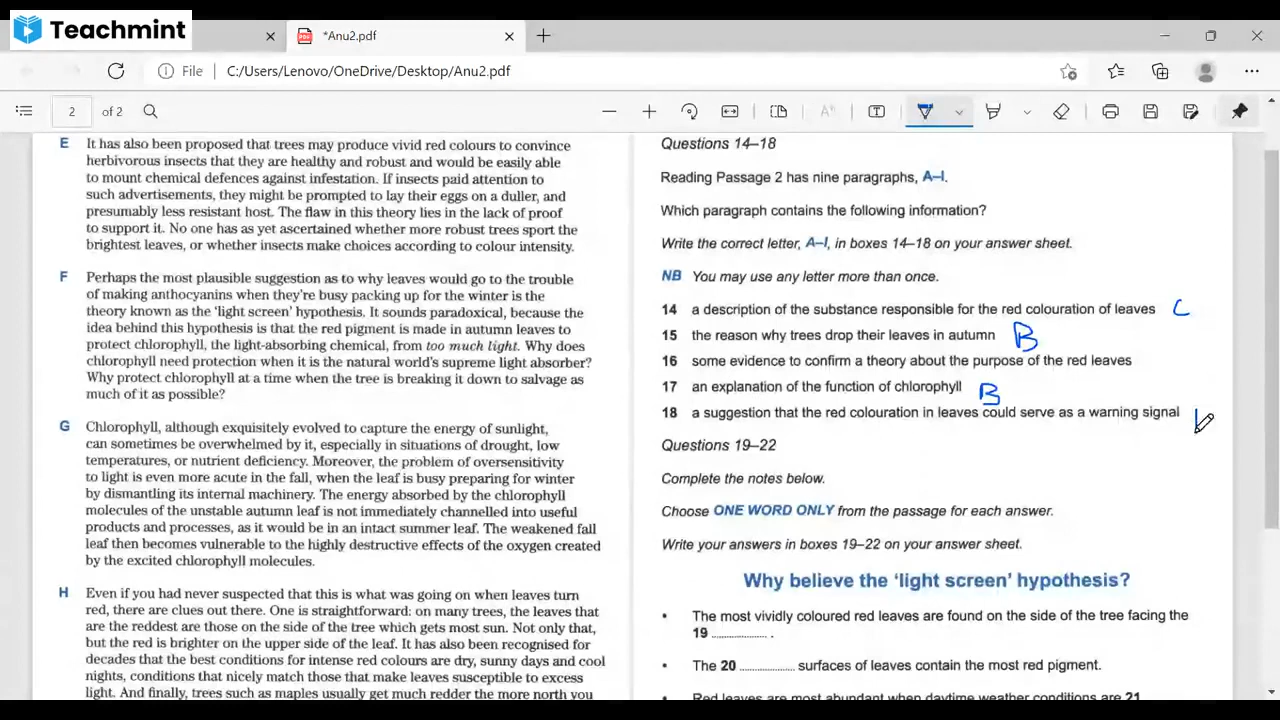 Teachmint
*Anu2.pdf
File C:/Users/Lenovo/OneDrive/Desktop/Anu2.pdf
2 of 2
E It has also been proposed that trees may produce vivid red colours to convince
herbivorous insects that they are healthy and robust and would be easily able
to mount chemical defences against infestation. If insects paid attention to
such advertisements, they might be prompted to lay their eggs on a duller, and
presumably less resistant host. The flaw in this theory lies in the lack of proof
to support it. No one has as yet ascertained whether more robust trees sport the
brightest leaves, or whether insects make choices according to colour intensity.
F Perhaps the most plausible suggestion as to why leaves would go to the trouble
of making anthocyanins when they're busy packing up for the winter is the
theory known as the 'light screen' hypothesis. It sounds paradoxical, because the
idea behind this hypothesis is that the red pigment is made in autumn leaves to
protect chlorophyll, the light-absorbing chemical, from too much light. Why does
chlorophyll need protection when it is the natural world's supreme light absorber?
Why protect chlorophyll at a time when the tree is breaking it down to salvage as
much of it as possible?
G Chlorophyll, although exquisitely evolved to capture the energy of sunlight,
can sometimes be overwhelmed by it, especially in situations of drought, low
temperatures, or nutrient deficiency. Moreover, the problem of oversensitivity
to light is even more acute in the fall, when the leaf is busy preparing for winter
by dismantling its internal machinery. The energy absorbed by the chlorophyll
molecules of the unstable autumn leaf is not immediately channelled into useful
products and processes, as it would be in an intact summer leaf. The weakened fall
leaf then becomes vulnerable to the highly destructive effects of the oxygen created
by the excited chlorophyll molecules.
H Even if you had never suspected that this is what was going on when leaves turn
red, there are clues out there. One is straightforward: on many trees, the leaves that
are the reddest are those on the side of the tree which gets most sun. Not only that,
but the red is brighter on the upper side of the leaf. It has also been recognised for
decades that the best conditions for intense red colours are dry, sunny days and cool
nights, conditions that nicely match those that make leaves susceptible to excess
light. And finally, trees such as maples usually get much redder the more north you
Questions 14–18
Reading Passage 2 has nine paragraphs, A–I.
Which paragraph contains the following information?
Write the correct letter, A–I, in boxes 14–18 on your answer sheet.
NB You may use any letter more than once.
14 a description of the substance responsible for the red colouration of leaves C
15 the reason why trees drop their leaves in autumn B
16 some evidence to confirm a theory about the purpose of the red leaves
17 an explanation of the function of chlorophyll B
18 a suggestion that the red colouration in leaves could serve as a warning signal
Questions 19–22
Complete the notes below.
Choose ONE WORD ONLY from the passage for each answer.
Write your answers in boxes 19–22 on your answer sheet.
Why believe the 'light screen' hypothesis?
• The most vividly coloured red leaves are found on the side of the tree facing the
19 .................. .
• The 20 .................. surfaces of leaves contain the most red pigment.
• Red leaves are most abundant when daytime weather conditions are 21